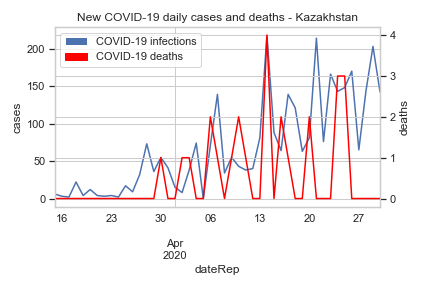 New COVID-19 daily cases and deaths - Kazakhstan
COVID-19 infections
COVID-19 deaths
200
150
100
50
0
cases
4
3
2
1
0
deaths
16 23 30 06 13 20 27
Apr
2020
dateRep